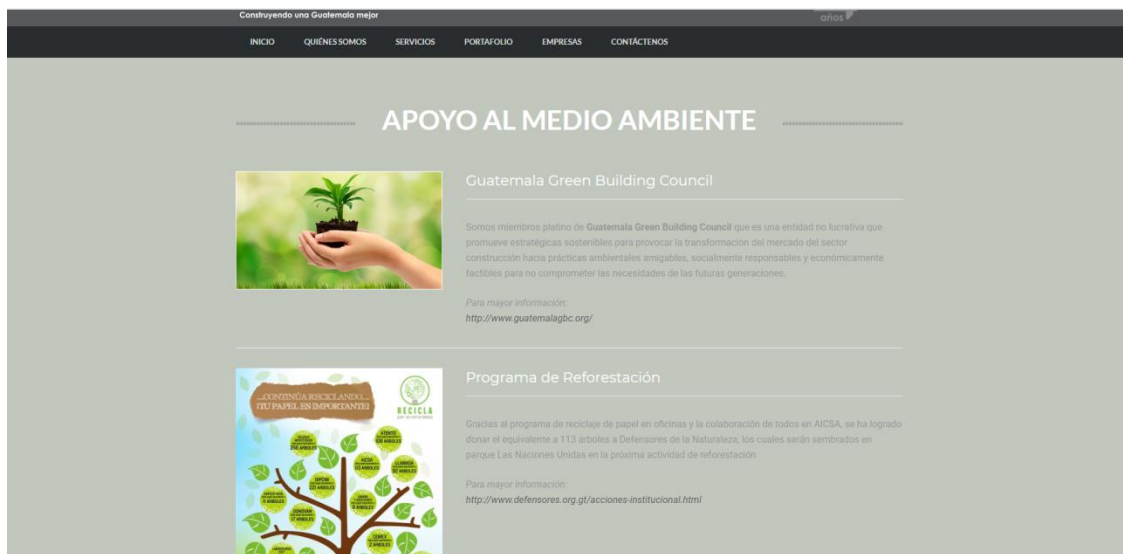 Construyendo una Guatemala mejor
años
INICIO QUIÉNES SOMOS SERVICIOS PORTAFOLIO EMPRESAS CONTÁCTENOS
APOYO AL MEDIO AMBIENTE
Guatemala Green Building Council
Somos miembros platino de Guatemala Green Building Council que es una entidad no lucrativa que
promueve estratégicas sostenibles para provocar la transformación del mercado del sector
construcción hacia prácticas ambientales amigables, socialmente responsables y económicamente
factibles para no comprometer las necesidades de las futuras generaciones.
Para mayor información:
http://www.guatemalagbc.org/
...CONTINÚA RECICLANDO...
¡TU PAPEL EN IMPORTANTE!
RECICLA
Programa de Reforestación
Gracias al programa de reciclaje de papel en oficinas y la colaboración de todos en AICSA, se ha logrado
donar el equivalente a 113 árboles a Defensores de la Naturaleza, los cuales serán sembrados en
parque Las Naciones Unidas en la próxima actividad de reforestación
Para mayor información:
http://www.defensores.org.gt/acciones-institucional.html